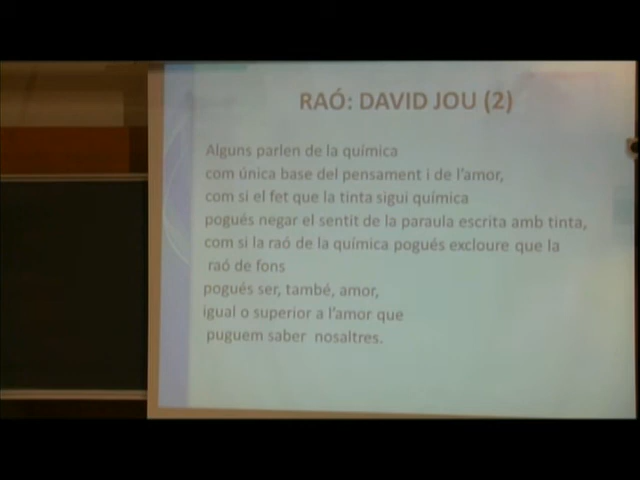 RAÓ: DAVID JOU (2)
Alguns parlen de la química
com única base del pensament i de l'amor,
com si el fet que la tinta sigui química
pogués negar el sentit de la paraula escrita amb tinta,
com si la raó de la química pogués excloure que la
raó de fons
pogués ser, també, amor,
igual o superior a l'amor que
puguem saber nosaltres.